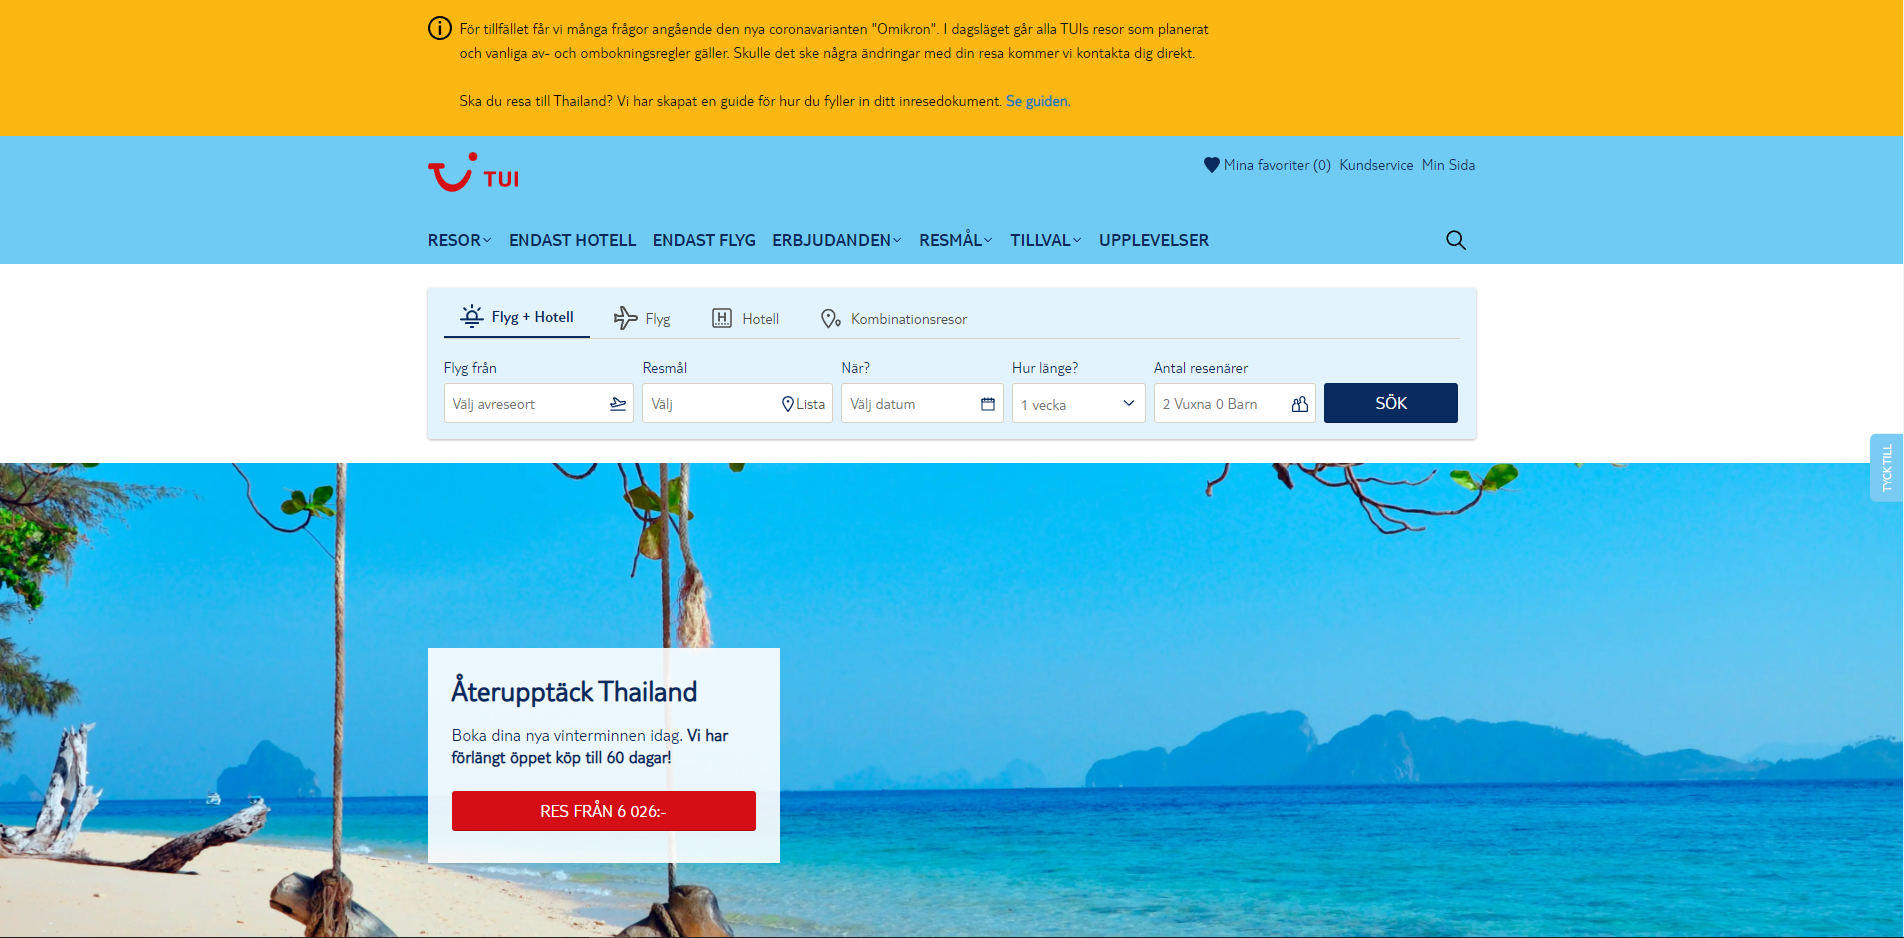 För tillfället får vi många frågor angående den nya coronavarianten "Omikron". I dagsläget går alla TUIs resor som planerat
och vanliga av- och ombokningsregler gäller. Skulle det ske några ändringar med din resa kommer vi kontakta dig direkt.
Ska du resa till Thailand? Vi har skapat en guide för hur du fyller in ditt inresedokument. Se guiden.
TUI
Mina favoriter (0) Kundservice Min Sida
RESOR ENDAST HOTELL ENDAST FLYG ERBJUDANDEN RESMÅL TILLVAL UPPLEVELSER
Flyg + Hotell Flyg H Hotell Kombinationsresor
Flyg från Resmål När? Hur länge? Antal resenärer
Välj avreseort Välj Lista Välj datum 1 vecka 2 Vuxna 0 Barn SÖK
TYCK TILL
Återupptäck Thailand
Boka dina nya vinterminnen idag. Vi har
förlängt öppet köp till 60 dagar!
RES FRÅN 6 026:-